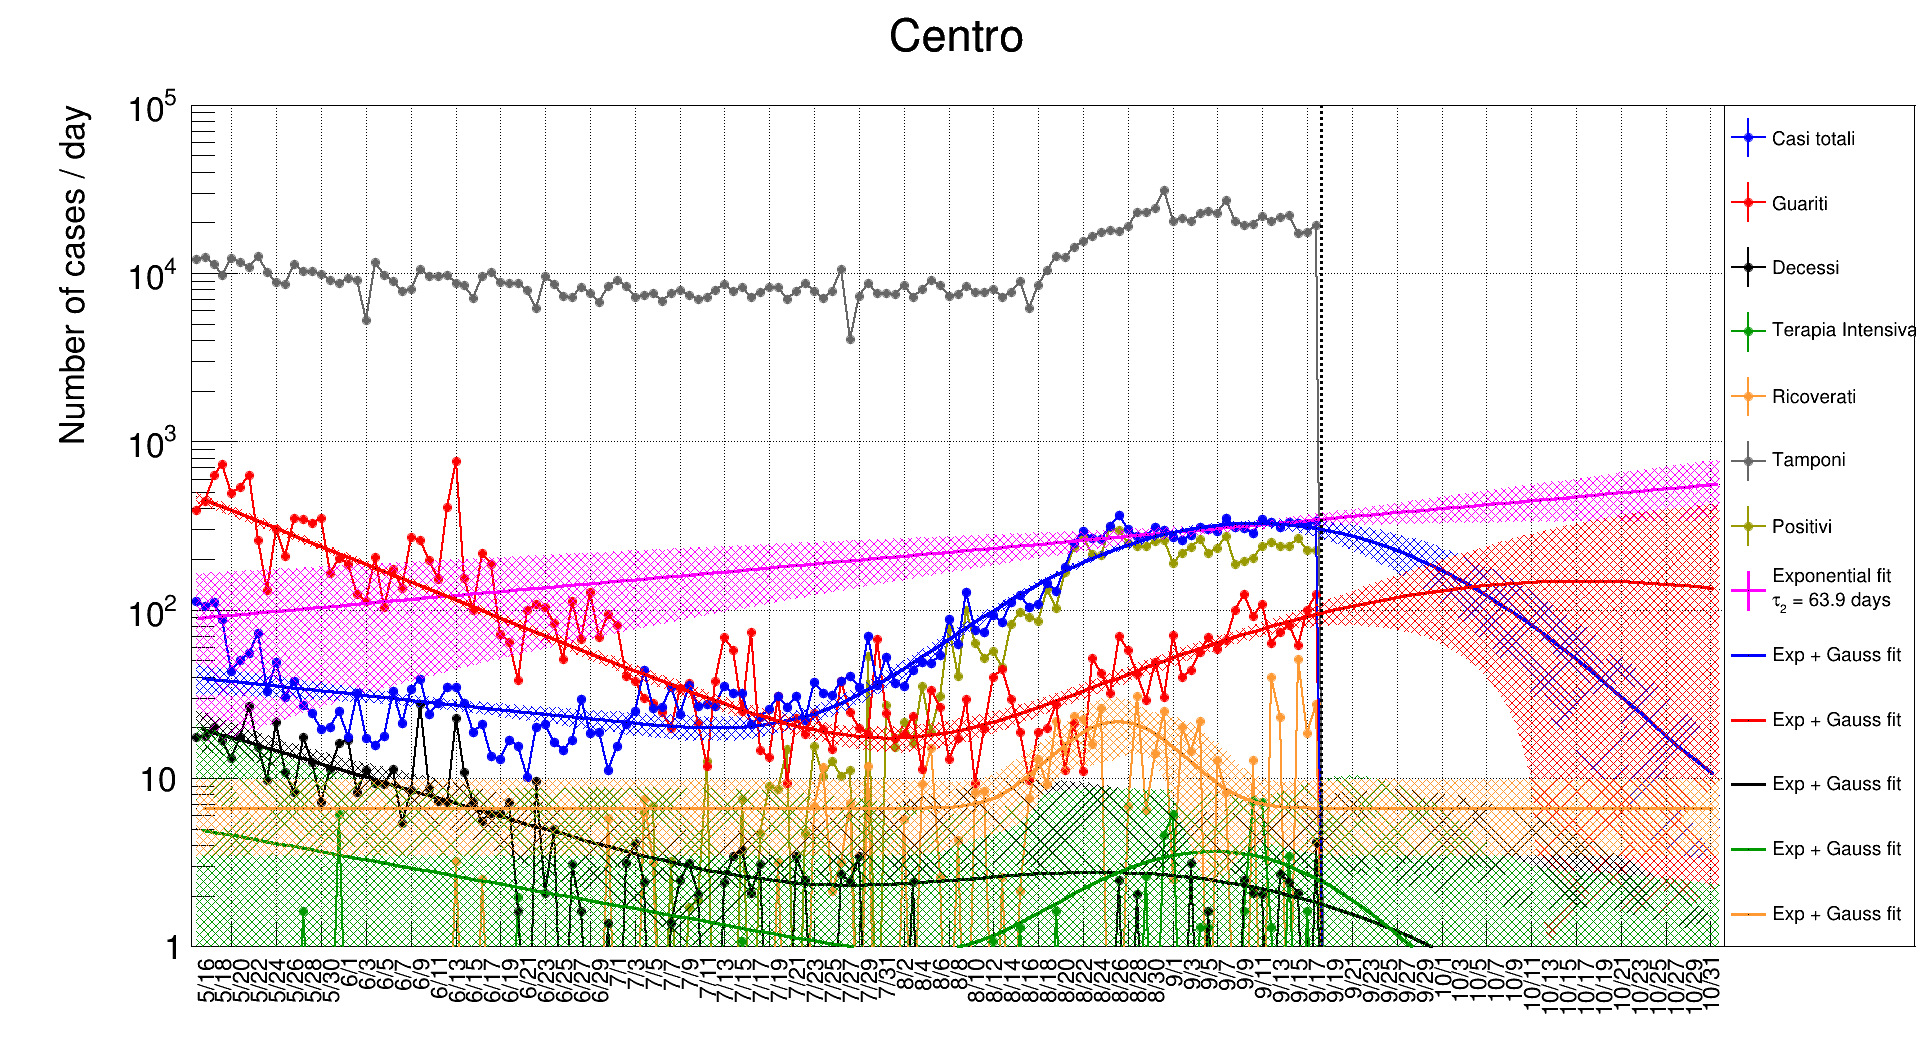 Centro
Number of cases / day
10^5
10^4
10^3
10^2
10
1
5/16 5/18 5/20 5/22 5/24 5/26 5/28 5/30 6/1 6/3 6/5 6/7 6/9 6/11 6/13 6/15 6/17 6/19 6/21 6/23 6/25 6/27 6/29 7/1 7/3 7/5 7/7 7/9 7/11 7/13 7/15 7/17 7/19 7/21 7/23 7/25 7/27 7/29 7/31 8/2 8/4 8/6 8/8 8/10 8/12 8/14 8/16 8/18 8/20 8/22 8/24 8/26 8/28 8/30 9/1 9/3 9/5 9/7 9/9 9/11 9/13 9/15 9/17 9/19 9/21 9/23 9/25 9/27 9/29 10/1 10/3 10/5 10/7 10/9 10/11 10/13 10/15 10/17 10/19 10/21 10/23 10/25 10/27 10/29 10/31
Casi totali
Guariti
Decessi
Terapia Intensiva
Ricoverati
Tamponi
Positivi
Exponential fit
τ₂ = 63.9 days
Exp + Gauss fit
Exp + Gauss fit
Exp + Gauss fit
Exp + Gauss fit
Exp + Gauss fit